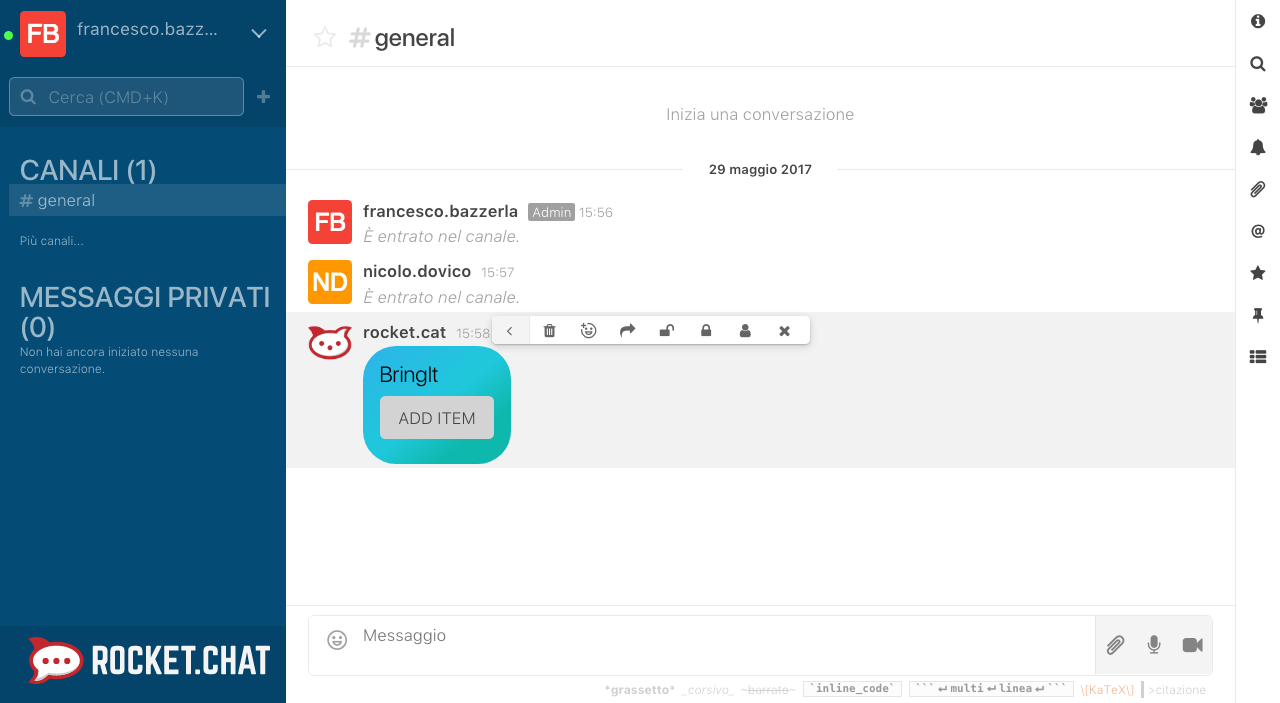 FB
francesco.bazz...
Cerca (CMD+K)
CANALI (1)
# general
Più canali...
MESSAGGI PRIVATI
(0)
Non hai ancora iniziato nessuna
conversazione.
ROCKET.CHAT
#general
Inizia una conversazione
29 maggio 2017
FB
francesco.bazzerla Admin 15:56
È entrato nel canale.
ND
nicolo.dovico 15:57
È entrato nel canale.
rocket.cat 15:58
BringIt
ADD ITEM
Messaggio
*grassetto* _corsivo_ ~barrato~ `inline_code` ```↵multi↵linea↵``` \[KaTeX\] >citazione
@